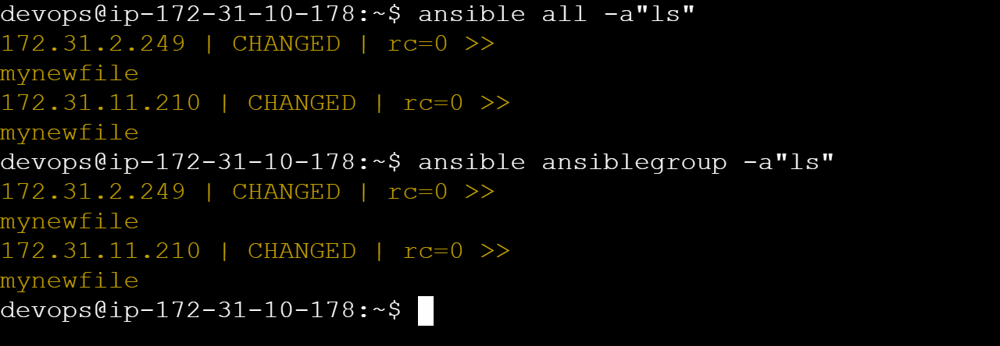 devops@ip-172-31-10-178:~$ ansible all -a"ls"
172.31.2.249 | CHANGED | rc=0 >>
mynewfile
172.31.11.210 | CHANGED | rc=0 >>
mynewfile
devops@ip-172-31-10-178:~$ ansible ansiblegroup -a"ls"
172.31.2.249 | CHANGED | rc=0 >>
mynewfile
172.31.11.210 | CHANGED | rc=0 >>
mynewfile
devops@ip-172-31-10-178:~$